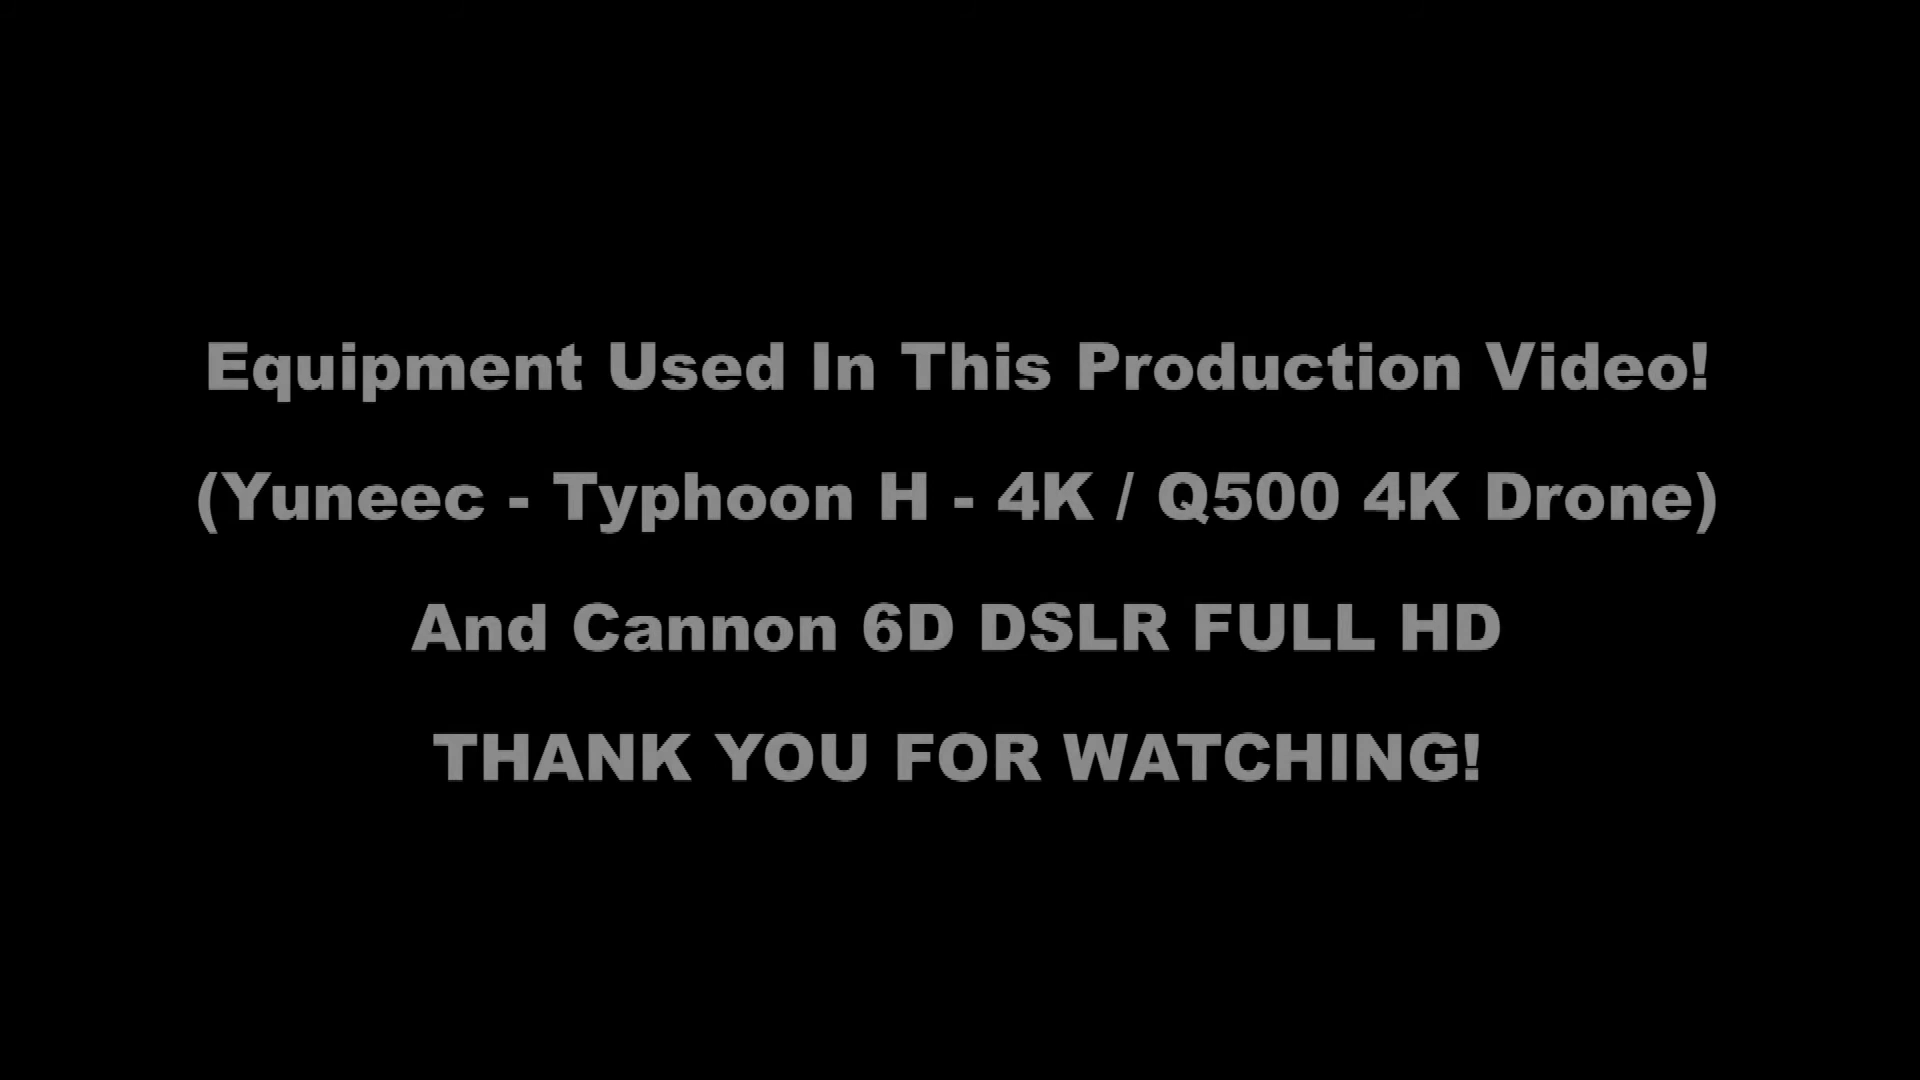 Equipment Used In This Production Video!
(Yuneec - Typhoon H - 4K / Q500 4K Drone)
And Cannon 6D DSLR FULL HD
THANK YOU FOR WATCHING!